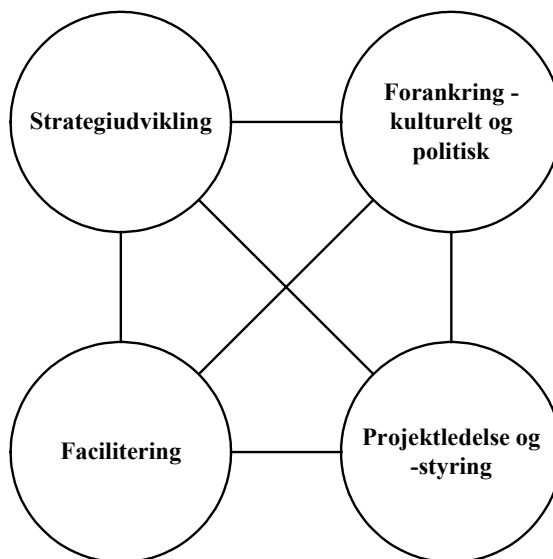 Strategiudvikling
Forankring -
kulturelt og
politisk
Facilitering
Projektledelse og
-styring